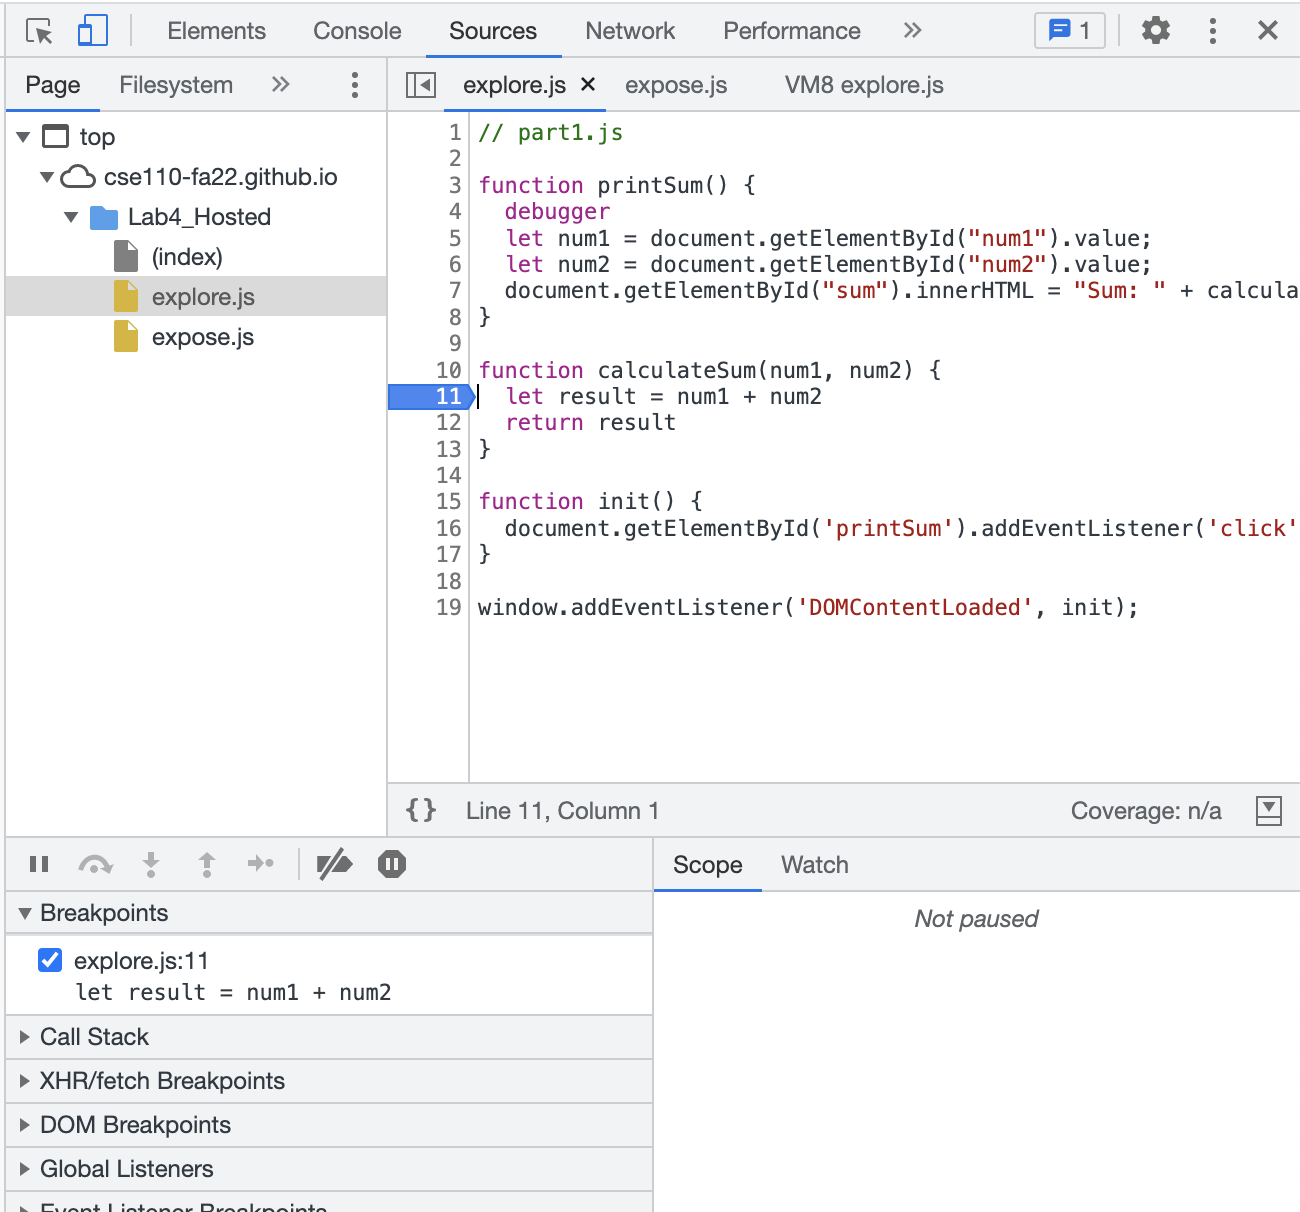 Elements Console Sources Network Performance » 1
Page Filesystem »
explore.js × expose.js VM8 explore.js
top
cse110-fa22.github.io
Lab4_Hosted
(index)
explore.js
expose.js
1 // part1.js
2
3 function printSum() {
4 debugger
5 let num1 = document.getElementById("num1").value;
6 let num2 = document.getElementById("num2").value;
7 document.getElementById("sum").innerHTML = "Sum: " + calcula
8 }
9
10 function calculateSum(num1, num2) {
11 let result = num1 + num2
12 return result
13 }
14
15 function init() {
16 document.getElementById('printSum').addEventListener('click'
17 }
18
19 window.addEventListener('DOMContentLoaded', init);
{} Line 11, Column 1 Coverage: n/a
Breakpoints
explore.js:11
let result = num1 + num2
Call Stack
XHR/fetch Breakpoints
DOM Breakpoints
Global Listeners
Event Listener Breakpoints
Scope Watch
Not paused